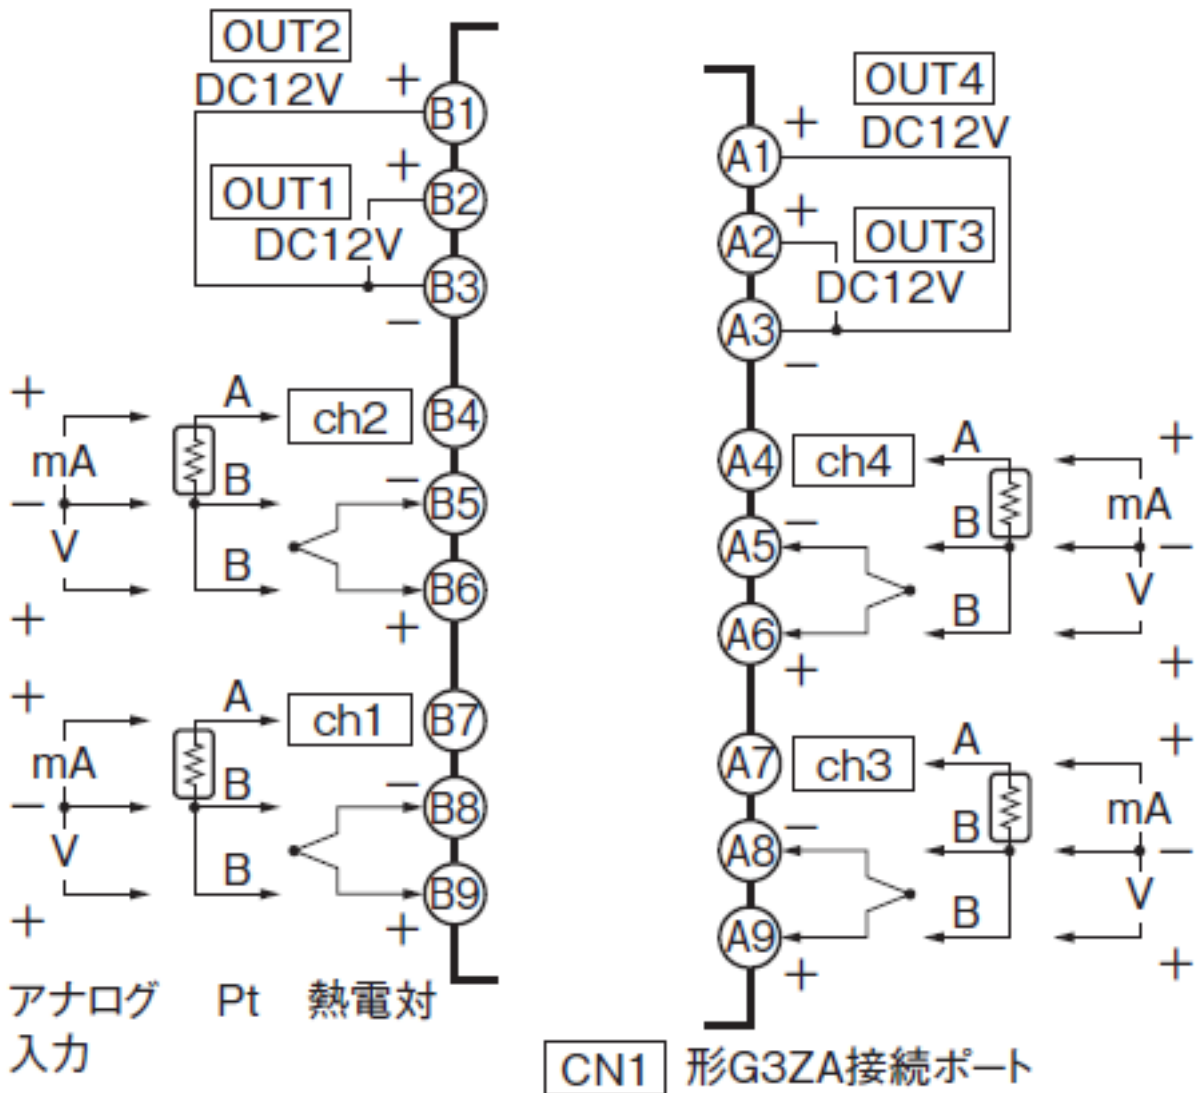 OUT2
DC12V
+
B1
OUT1
+
B2
DC12V
B3
−
+
A
ch2
B4
mA
−
B
−
B5
V
B
B6
+
+
+
A
ch1
B7
mA
−
B
−
B8
V
B
B9
+
+
アナログ
入力
Pt
熱電対
OUT4
+
DC12V
A1
+
A2
OUT3
DC12V
A3
−
A4
ch4
A
+
mA
−
A5
B
−
V
A6
B
+
+
A7
ch3
A
+
mA
−
A8
B
−
V
A9
B
+
+
CN1 形G3ZA接続ポート